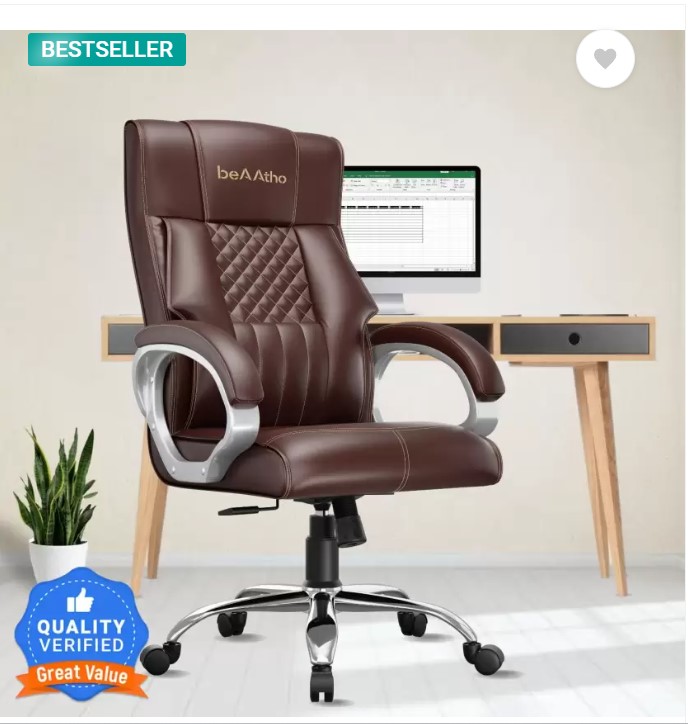 BESTSELLER
beAAtho
QUALITY
VERIFIED
Great Value